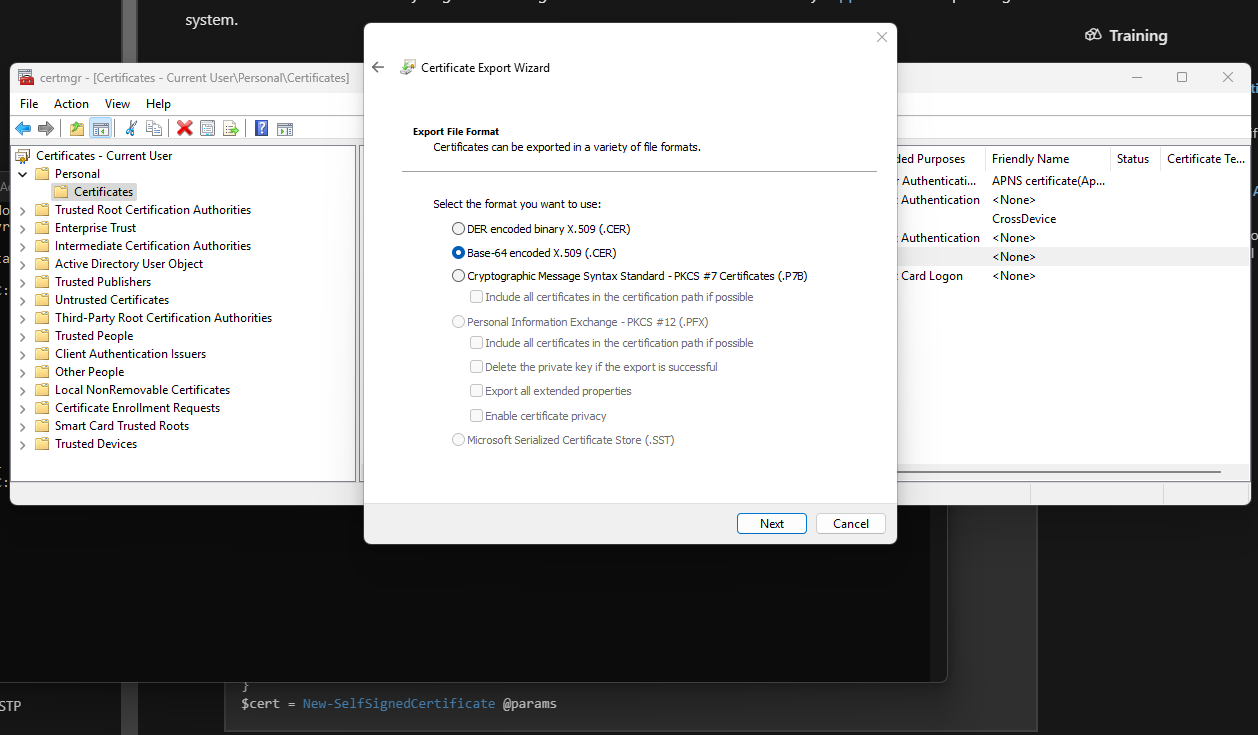 system.
Training
certmgr - [Certificates - Current User\Personal\Certificates]
File Action View Help
Certificates - Current User
Personal
Certificates
Trusted Root Certification Authorities
Enterprise Trust
Intermediate Certification Authorities
Active Directory User Object
Trusted Publishers
Untrusted Certificates
Third-Party Root Certification Authorities
Trusted People
Client Authentication Issuers
Other People
Local NonRemovable Certificates
Certificate Enrollment Requests
Smart Card Trusted Roots
Trusted Devices
Certificate Export Wizard
Export File Format
Certificates can be exported in a variety of file formats.
Select the format you want to use:
DER encoded binary X.509 (.CER)
Base-64 encoded X.509 (.CER)
Cryptographic Message Syntax Standard - PKCS #7 Certificates (.P7B)
Include all certificates in the certification path if possible
Personal Information Exchange - PKCS #12 (.PFX)
Include all certificates in the certification path if possible
Delete the private key if the export is successful
Export all extended properties
Enable certificate privacy
Microsoft Serialized Certificate Store (.SST)
Next Cancel
ded Purposes Friendly Name Status Certificate Te...
r Authenticati... APNS certificate(Ap...
Authentication <None>
CrossDevice
Authentication <None>
<None>
Card Logon <None>
}
$cert = New-SelfSignedCertificate @params
STP